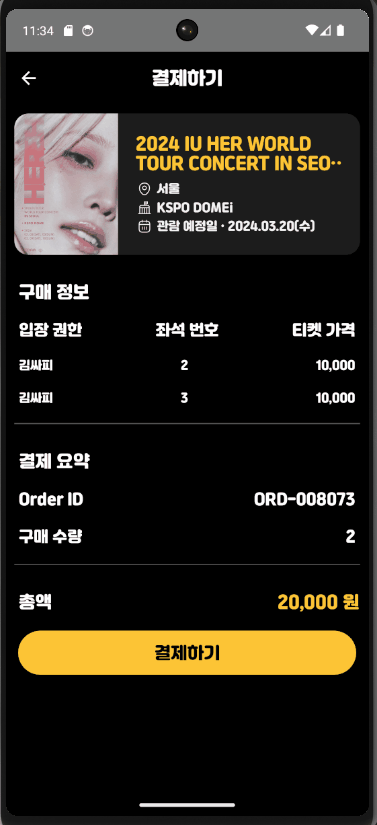 11:34
결제하기
HER
2024 IU HER WORLD
TOUR CONCERT IN SEO··
서울
KSPO DOMEi
관람 예정일 · 2024.03.20(수)
구매 정보
입장 권한 좌석 번호 티켓 가격
김싸피 2 10,000
김싸피 3 10,000
결제 요약
Order ID ORD-008073
구매 수량 2
총액 20,000 원
결제하기